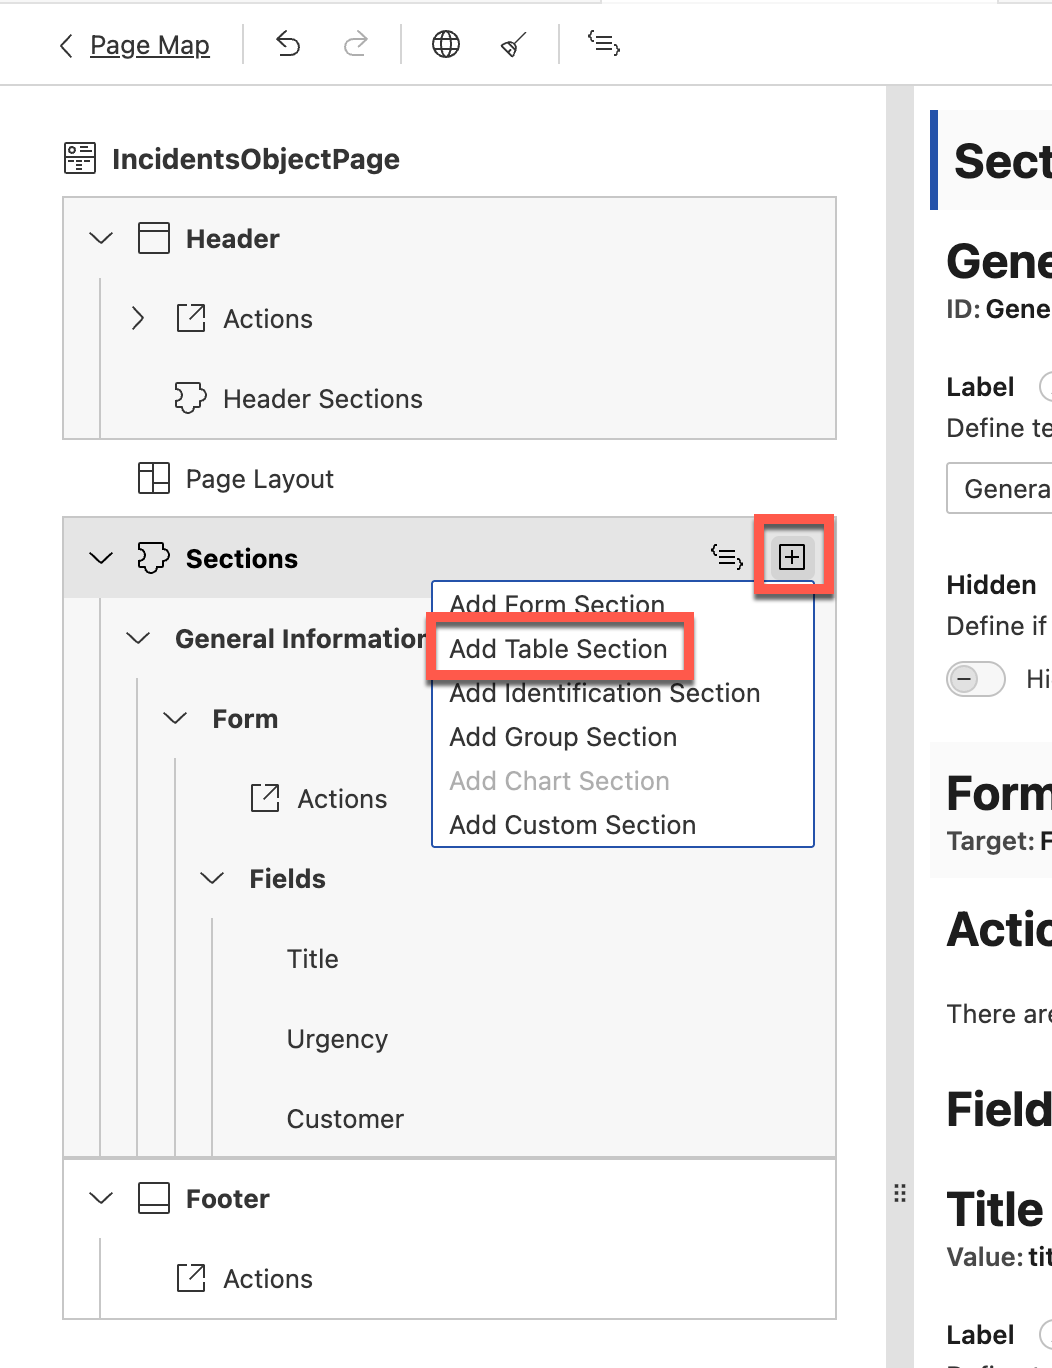 Page Map
IncidentsObjectPage
Header
Actions
Header Sections
Page Layout
Sections
Add Form Section
Add Table Section
Add Identification Section
Add Group Section
Add Chart Section
Add Custom Section
General Information
Form
Actions
Fields
Title
Urgency
Customer
Footer
Actions
Sect
Gene
ID: Gene
Label
Define te
Genera
Hidden
Define if
Hi
Form
Target: F
Actio
There are
Field
Title
Value: tit
Label